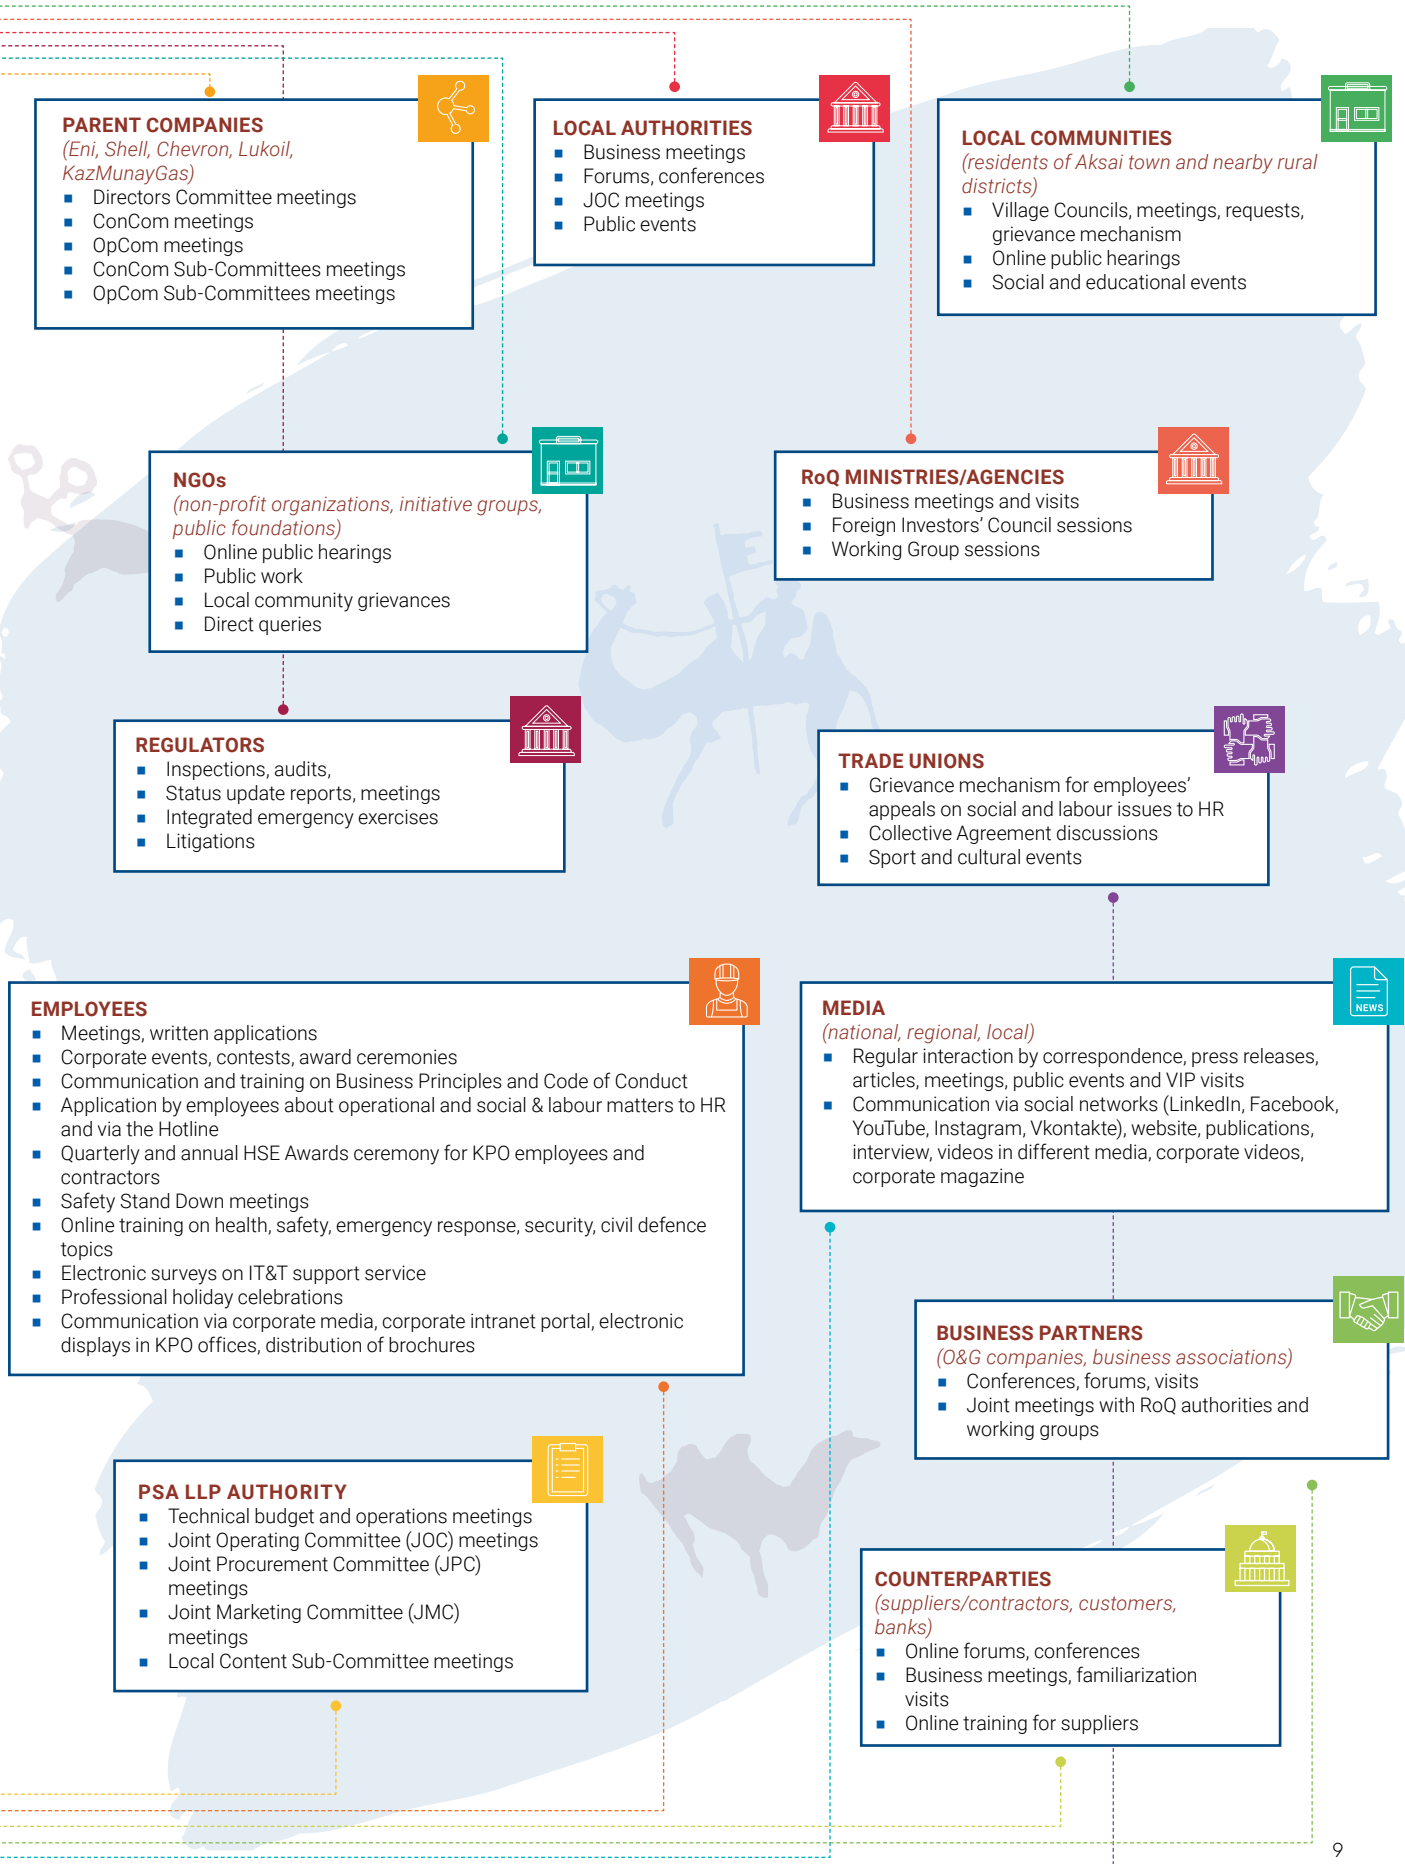 PARENT COMPANIES
(Eni, Shell, Chevron, Lukoil,
KazMunayGas)
■ Directors Committee meetings
■ ConCom meetings
■ OpCom meetings
■ ConCom Sub-Committees meetings
■ OpCom Sub-Committees meetings
LOCAL AUTHORITIES
■ Business meetings
■ Forums, conferences
■ JOC meetings
■ Public events
LOCAL COMMUNITIES
(residents of Aksai town and nearby rural
districts)
■ Village Councils, meetings, requests,
grievance mechanism
■ Online public hearings
■ Social and educational events
NGOs
(non-profit organizations, initiative groups,
public foundations)
■ Online public hearings
■ Public work
■ Local community grievances
■ Direct queries
RoQ MINISTRIES/AGENCIES
■ Business meetings and visits
■ Foreign Investors’ Council sessions
■ Working Group sessions
REGULATORS
■ Inspections, audits,
■ Status update reports, meetings
■ Integrated emergency exercises
■ Litigations
TRADE UNIONS
■ Grievance mechanism for employees’
appeals on social and labour issues to HR
■ Collective Agreement discussions
■ Sport and cultural events
EMPLOYEES
■ Meetings, written applications
■ Corporate events, contests, award ceremonies
■ Communication and training on Business Principles and Code of Conduct
■ Application by employees about operational and social & labour matters to HR
and via the Hotline
■ Quarterly and annual HSE Awards ceremony for KPO employees and
contractors
■ Safety Stand Down meetings
■ Online training on health, safety, emergency response, security, civil defence
topics
■ Electronic surveys on IT&T support service
■ Professional holiday celebrations
■ Communication via corporate media, corporate intranet portal, electronic
displays in KPO offices, distribution of brochures
NEWS
MEDIA
(national, regional, local)
■ Regular interaction by correspondence, press releases,
articles, meetings, public events and VIP visits
■ Communication via social networks (LinkedIn, Facebook,
YouTube, Instagram, Vkontakte), website, publications,
interview, videos in different media, corporate videos,
corporate magazine
BUSINESS PARTNERS
(O&G companies, business associations)
■ Conferences, forums, visits
■ Joint meetings with RoQ authorities and
working groups
PSA LLP AUTHORITY
■ Technical budget and operations meetings
■ Joint Operating Committee (JOC) meetings
■ Joint Procurement Committee (JPC)
meetings
■ Joint Marketing Committee (JMC)
meetings
■ Local Content Sub-Committee meetings
COUNTERPARTIES
(suppliers/contractors, customers,
banks)
■ Online forums, conferences
■ Business meetings, familiarization
visits
■ Online training for suppliers
9